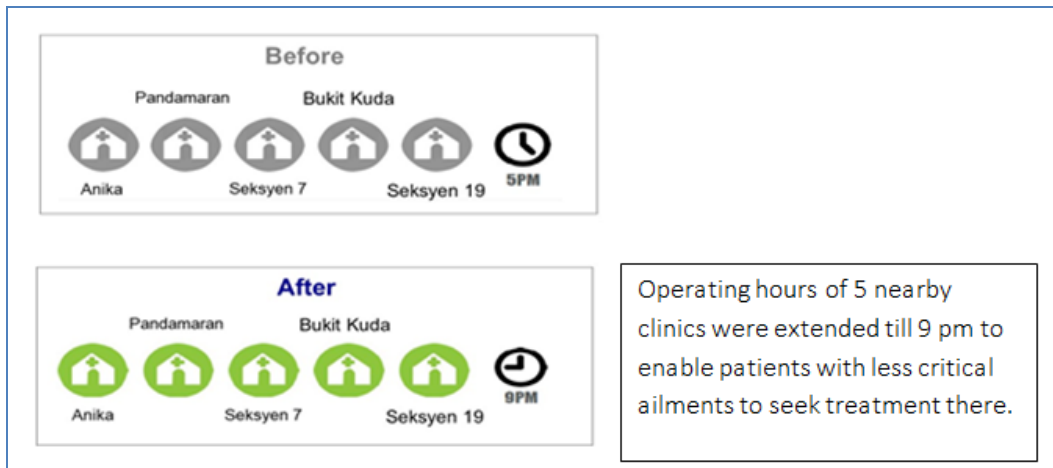 Before
Pandamaran Bukit Kuda
5PM
Anika Seksyen 7 Seksyen 19
After
Pandamaran Bukit Kuda
9PM
Anika Seksyen 7 Seksyen 19
Operating hours of 5 nearby
clinics were extended till 9 pm to
enable patients with less critical
ailments to seek treatment there.